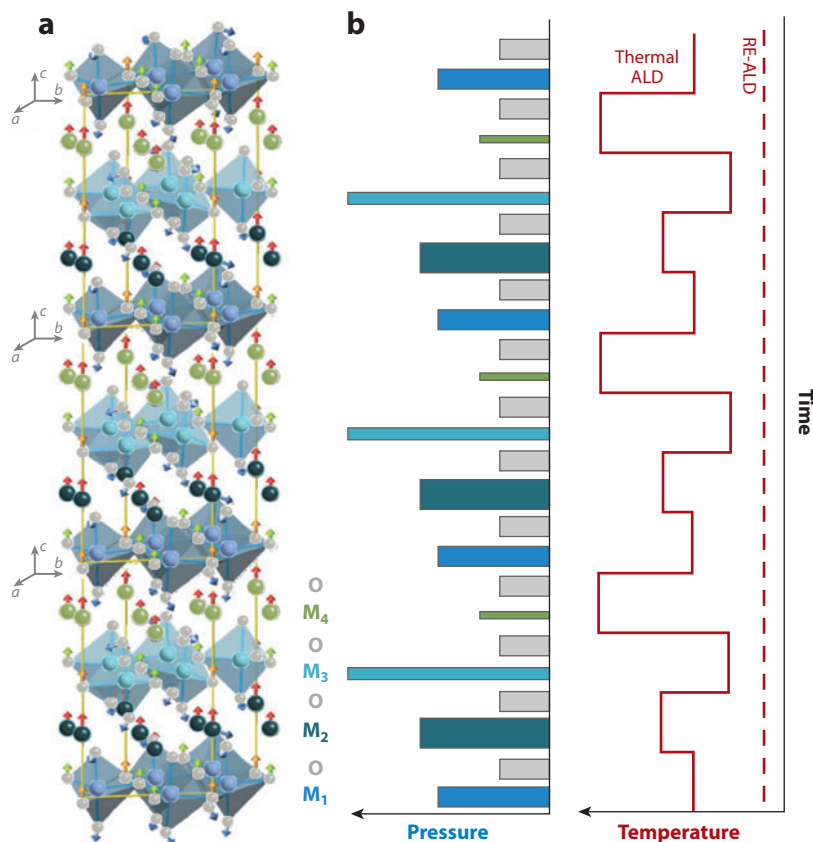 a
b
c
b
a
Thermal
ALD
RE-ALD
c
b
a
Time
c
b
a
O
M₄
O
M₃
O
M₂
O
M₁
Pressure
Temperature